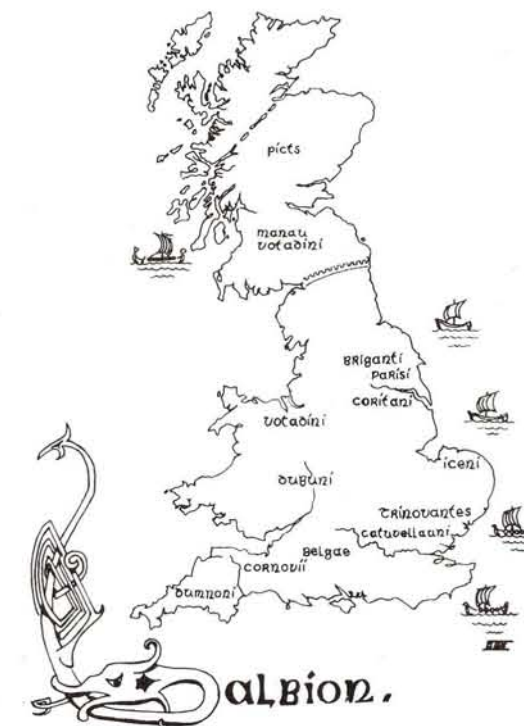 picts
manau
votadini
BRIGANTI
PARISI
CORITANI
votadini
iceni
DUBUNI
TRINOVANTES
catuvellauni
BELGAE
CORNOVII
DUMNONI
ALBION.